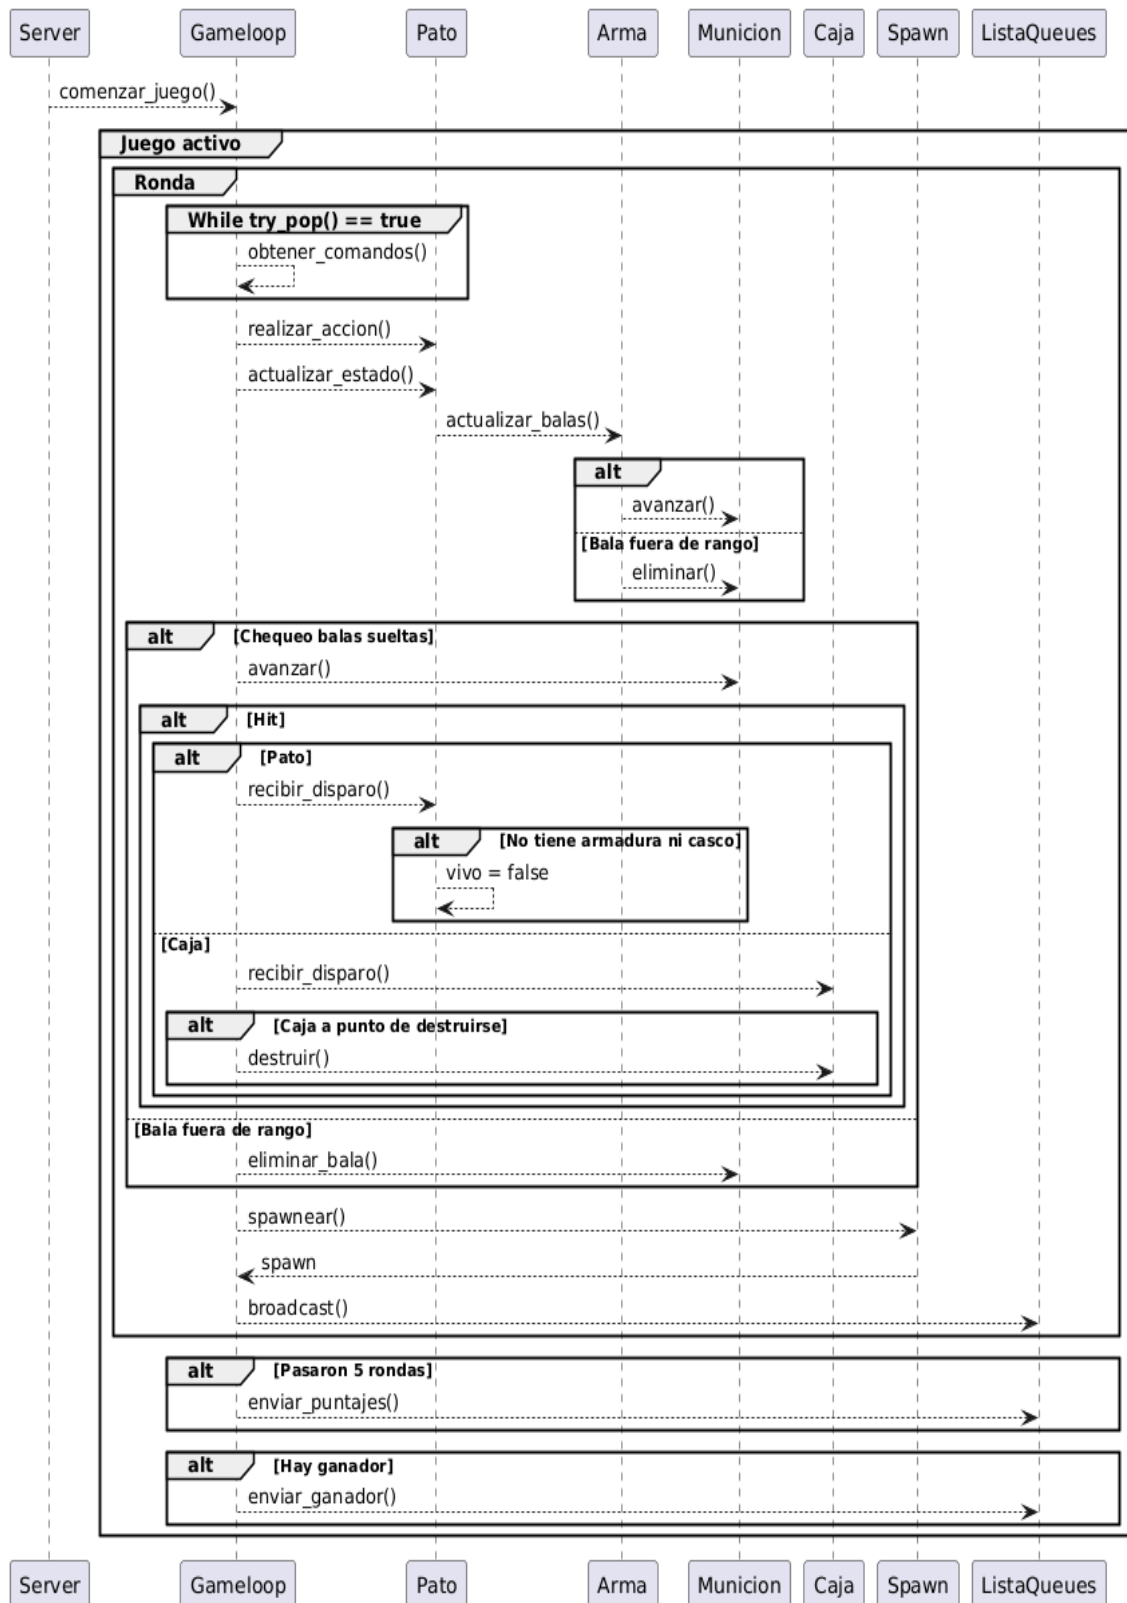 Server Gameloop Pato Arma Municion Caja Spawn ListaQueues
comenzar_juego()
Juego activo
Ronda
While try_pop() == true
obtener_comandos()
realizar_accion()
actualizar_estado()
actualizar_balas()
alt
avanzar()
[Bala fuera de rango]
eliminar()
alt [Chequeo balas sueltas]
avanzar()
alt [Hit]
alt [Pato]
recibir_disparo()
alt [No tiene armadura ni casco]
vivo = false
[Caja]
recibir_disparo()
alt [Caja a punto de destruirse]
destruir()
[Bala fuera de rango]
eliminar_bala()
spawnear()
spawn
broadcast()
alt [Pasaron 5 rondas]
enviar_puntajes()
alt [Hay ganador]
enviar_ganador()
Server Gameloop Pato Arma Municion Caja Spawn ListaQueues